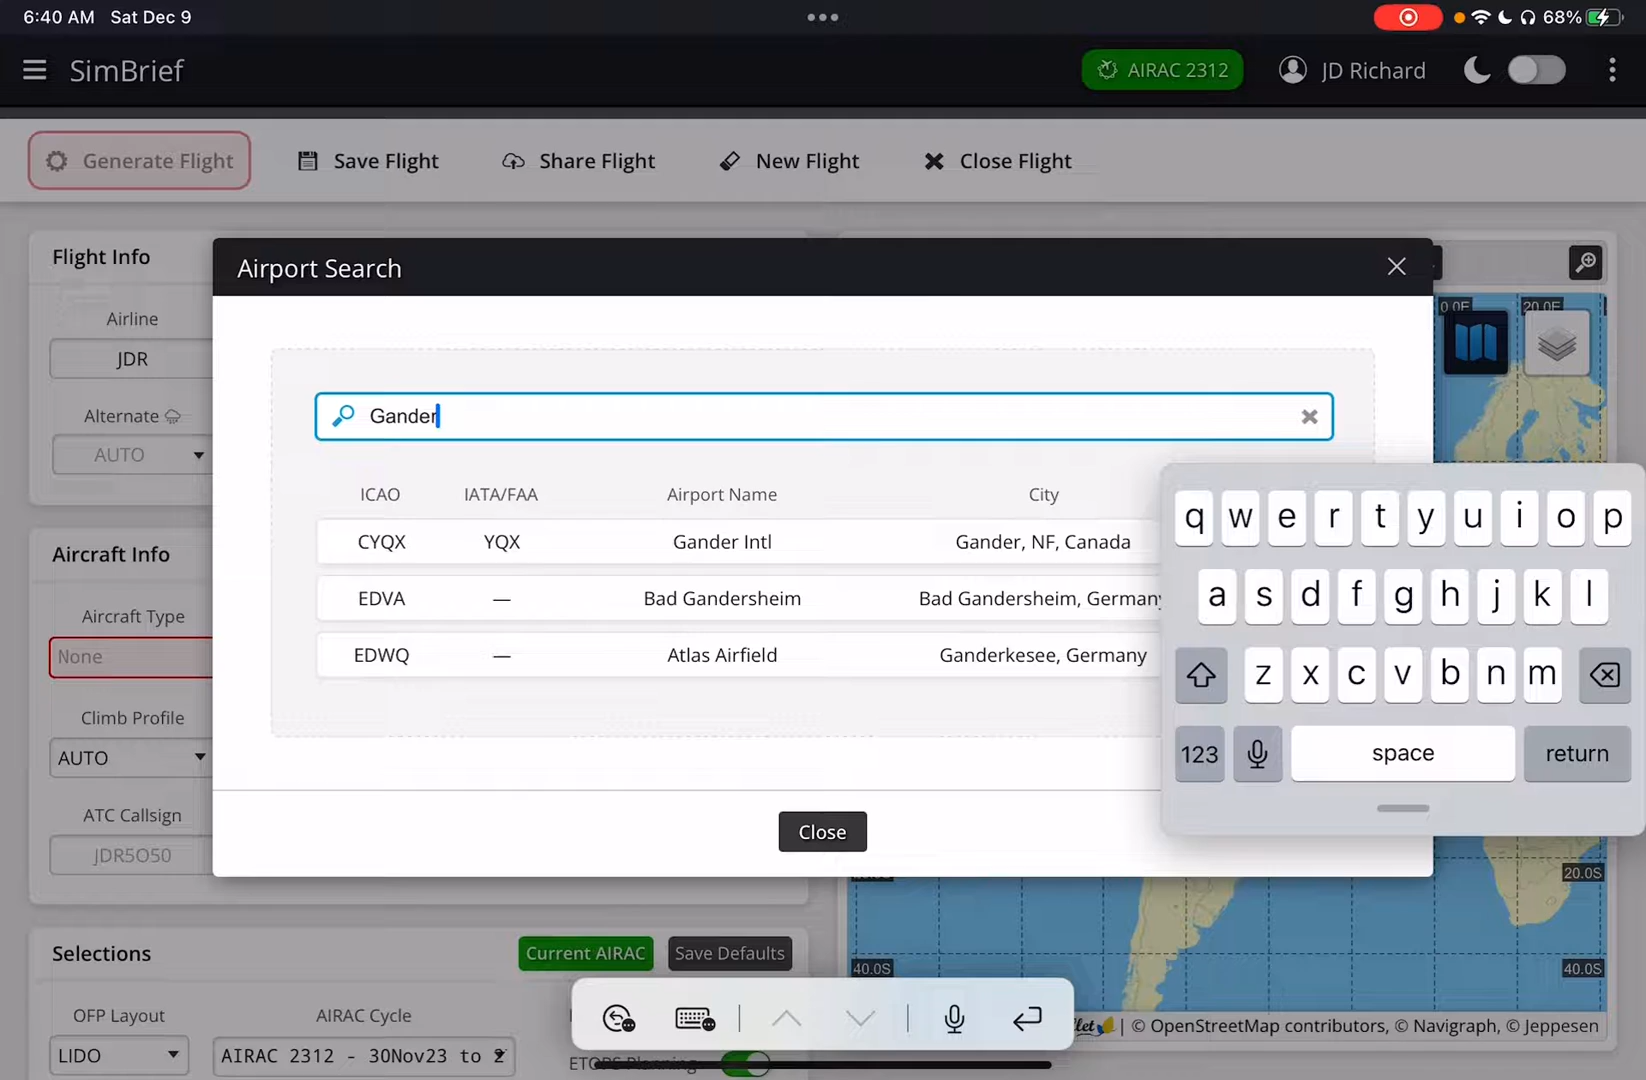 6:40 AM Sat Dec 9
68%
SimBrief
AIRAC 2312
JD Richard
Generate Flight
Save Flight
Share Flight
New Flight
Close Flight
Flight Info
Airline
JDR
Alternate
AUTO
Aircraft Info
Aircraft Type
None
Climb Profile
AUTO
ATC Callsign
JDR5O50
Selections
Current AIRAC
Save Defaults
OFP Layout
LIDO
AIRAC Cycle
AIRAC 2312 - 30Nov23 to 2
ETOPS Planning
Airport Search
Gander
ICAO IATA/FAA Airport Name City
CYQX YQX Gander Intl Gander, NF, Canada
EDVA — Bad Gandersheim Bad Gandersheim, Germany
EDWQ — Atlas Airfield Ganderkesee, Germany
Close
0.0E
20.0E
20.0S
40.0S
40.0S
| © OpenStreetMap contributors, © Navigraph, © Jeppesen
q w e r t y u i o p
a s d f g h j k l
z x c v b n m
123 space return